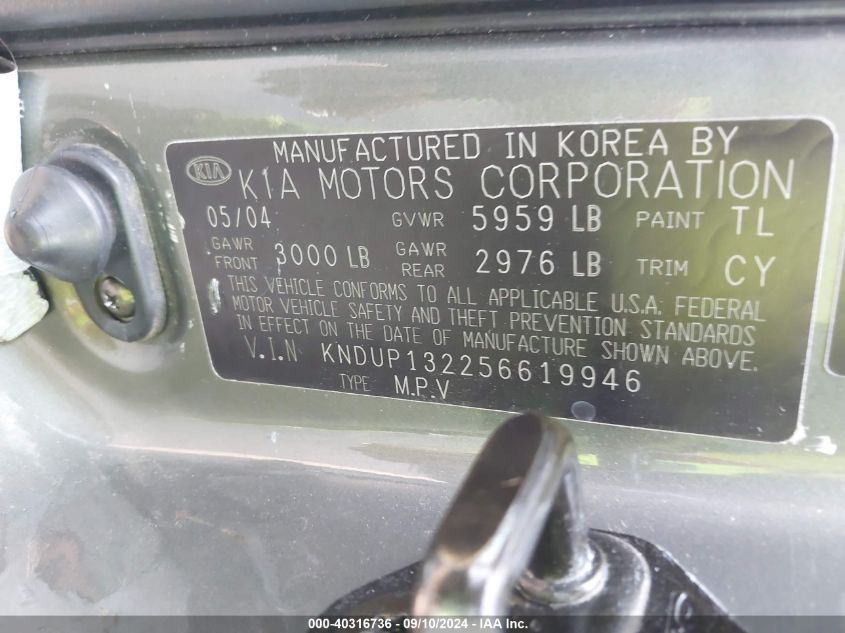 MANUFACTURED IN KOREA BY
KIA KIA MOTORS CORPORATION
05/04 GVWR 5959 LB PAINT TL
GAWR FRONT 3000 LB GAWR REAR 2976 LB TRIM CY
THIS VEHICLE CONFORMS TO ALL APPLICABLE U.S.A. FEDERAL
MOTOR VEHICLE SAFETY AND THEFT PREVENTION STANDARDS
IN EFFECT ON THE DATE OF MANUFACTURE SHOWN ABOVE.
V.I.N KNDUP132256619946
TYPE M.P.V
000-40316736 - 09/10/2024 - IAAI, Inc.